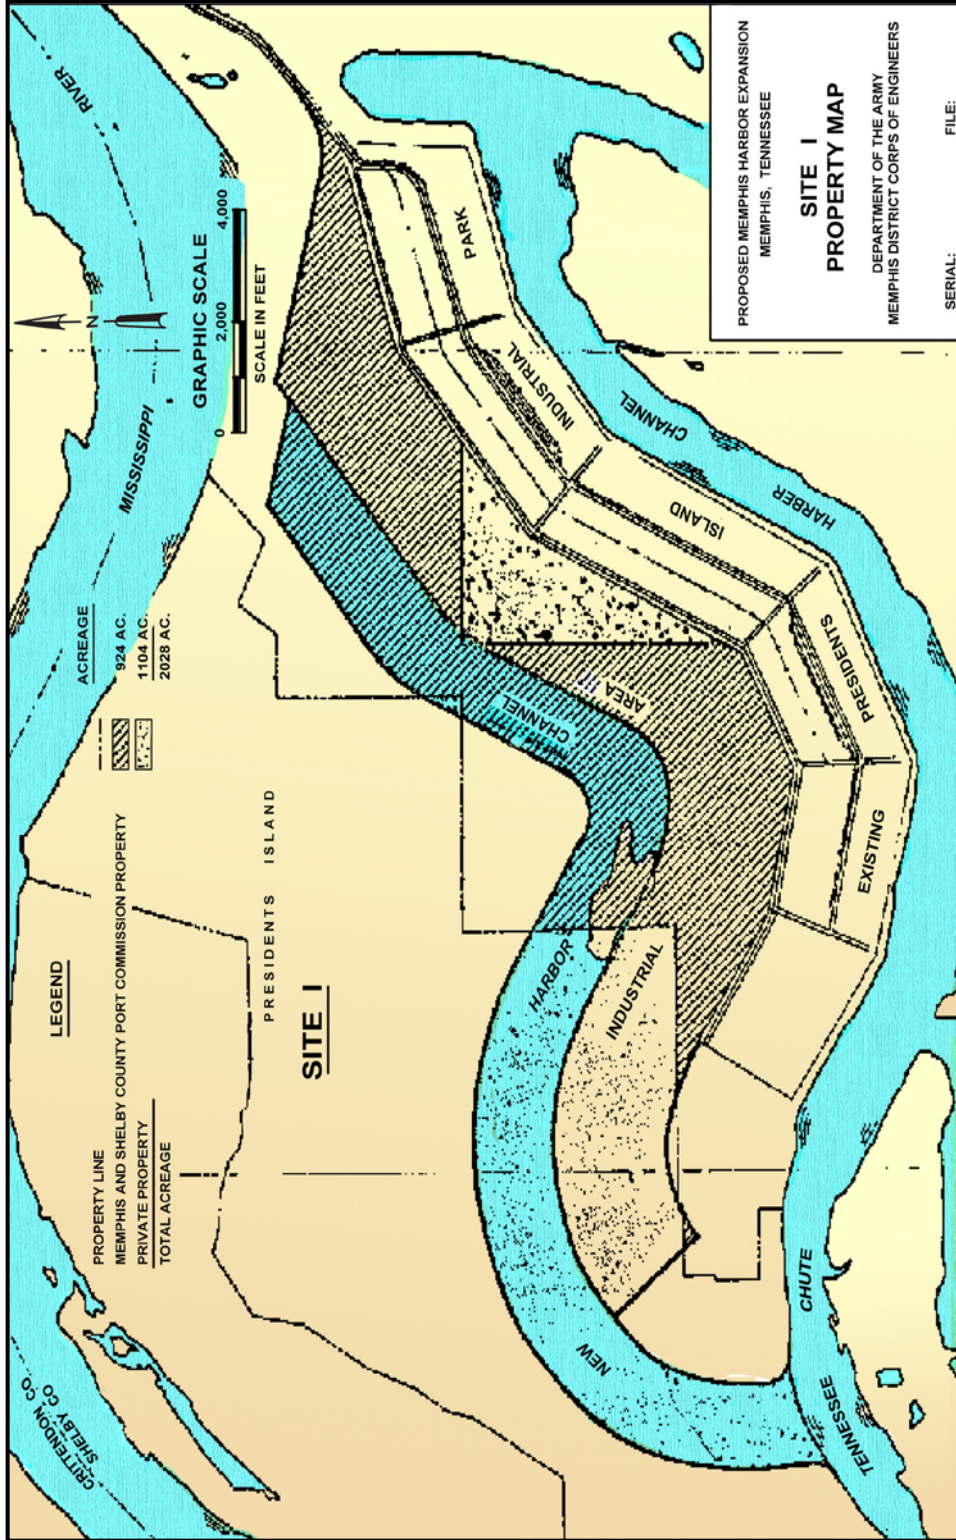 CRITTENDON CO
SHELBY CO
MISSISSIPPI
RIVER
N
LEGEND
ACREAGE
PROPERTY LINE
MEMPHIS AND SHELBY COUNTY PORT COMMISSION PROPERTY 924 AC.
PRIVATE PROPERTY 1104 AC.
TOTAL ACREAGE 2028 AC.
GRAPHIC SCALE
0 2,000 4,000
SCALE IN FEET
PRESIDENTS ISLAND
SITE I
NEW
HARBOR
CHANNEL
INDUSTRIAL
AREA
EXISTING
PRESIDENTS
ISLAND
INDUSTRIAL
PARK
HARBER
CHANNEL
TENNESSEE
CHUTE
PROPOSED MEMPHIS HARBOR EXPANSION
MEMPHIS, TENNESSEE
SITE I
PROPERTY MAP
DEPARTMENT OF THE ARMY
MEMPHIS DISTRICT CORPS OF ENGINEERS
SERIAL: FILE: